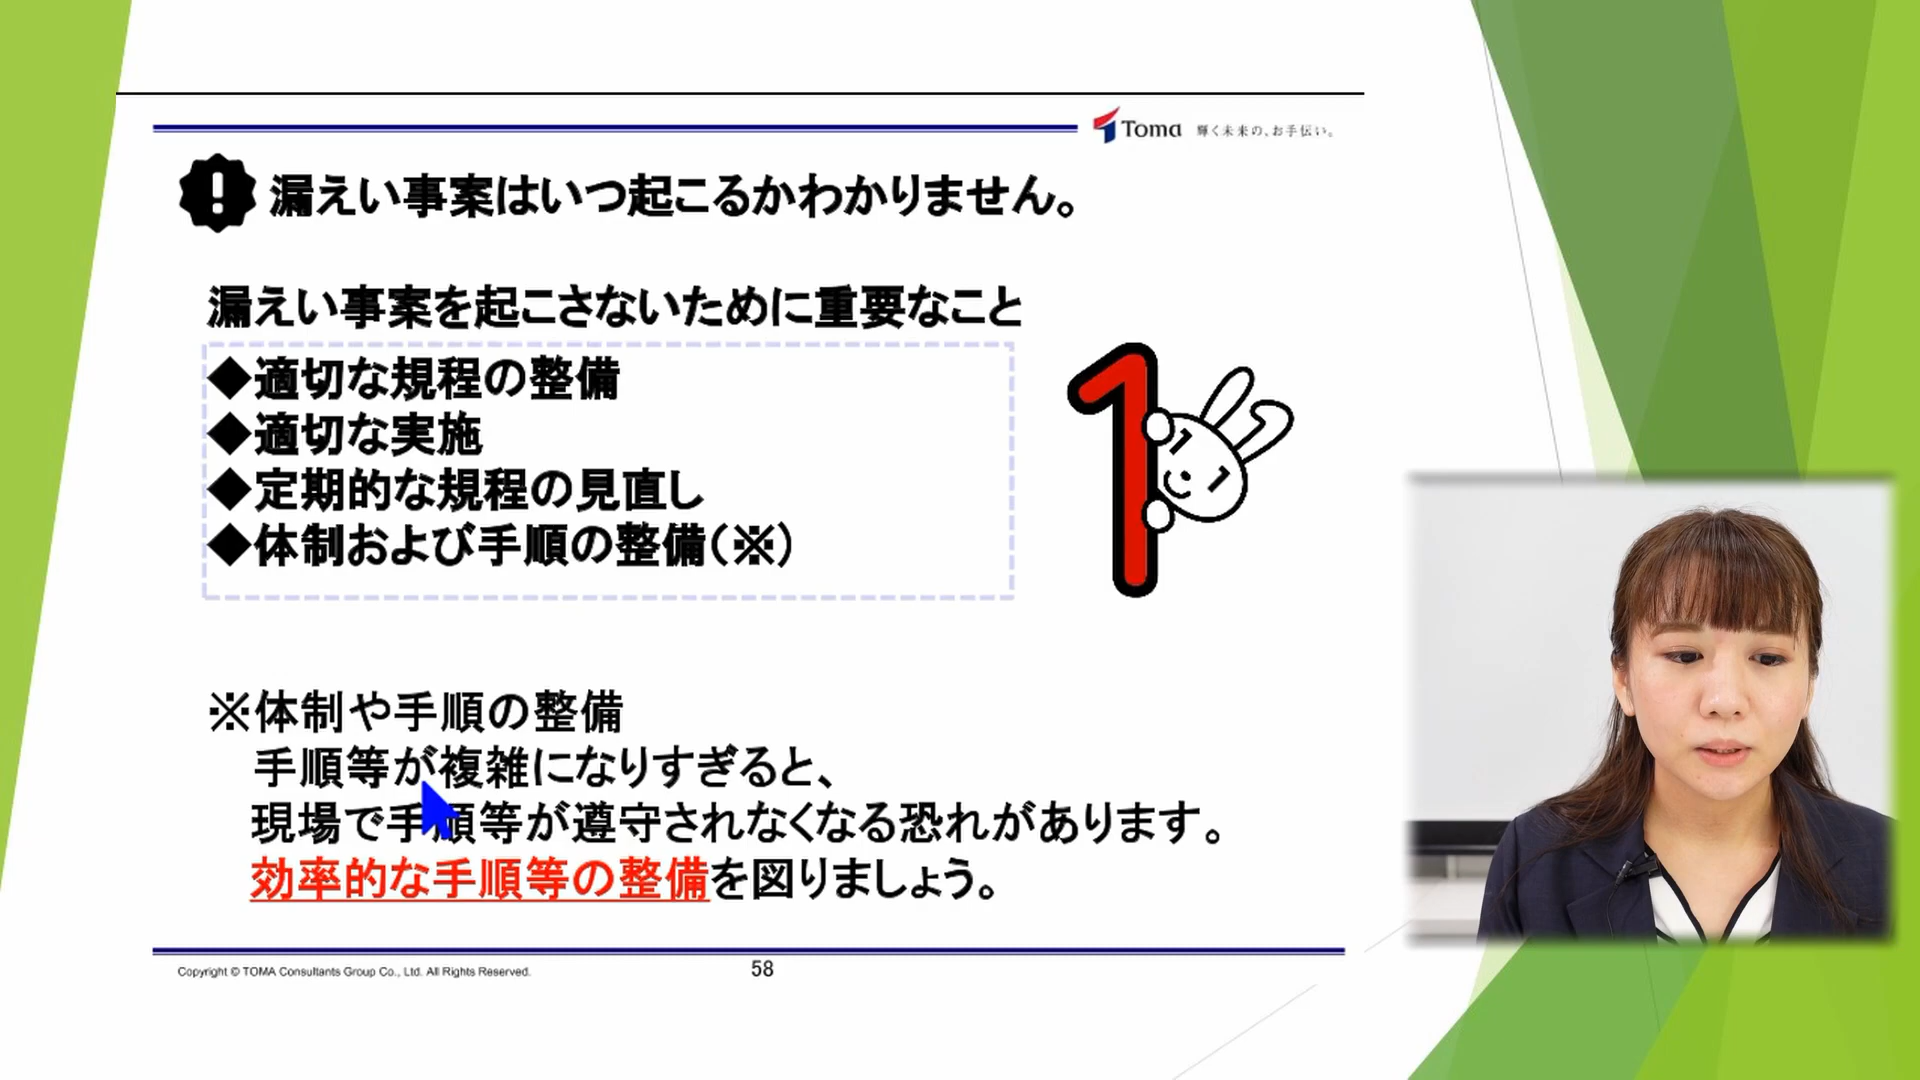 Toma 輝く未来の、お手伝い。
漏えい事案はいつ起こるかわかりません。
漏えい事案を起こさないために重要なこと
◆適切な規程の整備
◆適切な実施
◆定期的な規程の見直し
◆体制および手順の整備（※）
※体制や手順の整備
手順等が複雑になりすぎると、
現場で手順等が遵守されなくなる恐れがあります。
効率的な手順等の整備を図りましょう。
Copyright © TOMA Consultants Group Co., Ltd. All Rights Reserved.
58